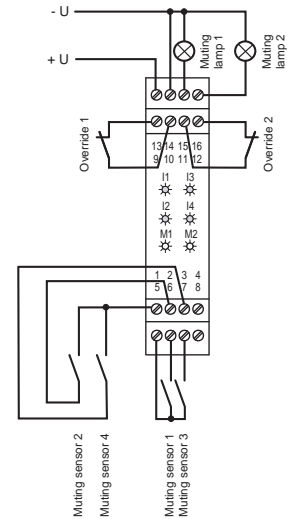 - U
+ U
Muting
lamp 1
Muting
lamp 2
Override 1
Override 2
13 14 15 16
9 10 11 12
I1 I3
I2 I4
M1 M2
1 2 3 4
5 6 7 8
Muting sensor 2
Muting sensor 4
Muting sensor 1
Muting sensor 3